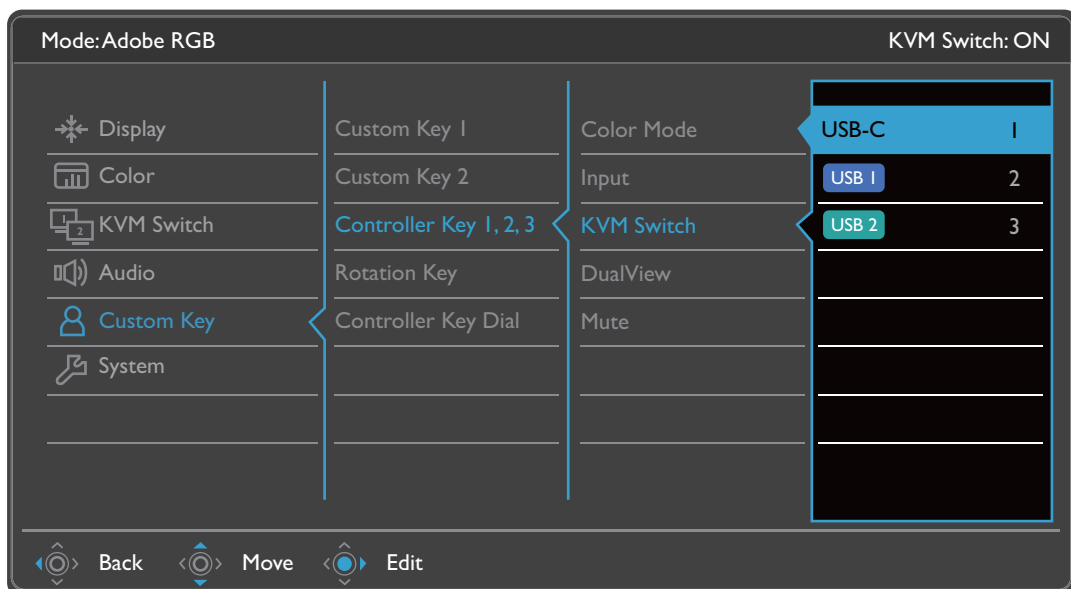 Mode: Adobe RGB
KVM Switch: ON
Display
Color
1
2
KVM Switch
Audio
Custom Key
System
Custom Key 1
Custom Key 2
Controller Key 1, 2, 3
Rotation Key
Controller Key Dial
Color Mode
Input
KVM Switch
DualView
Mute
USB-C 1
USB 1 2
USB 2 3
Back Move Edit